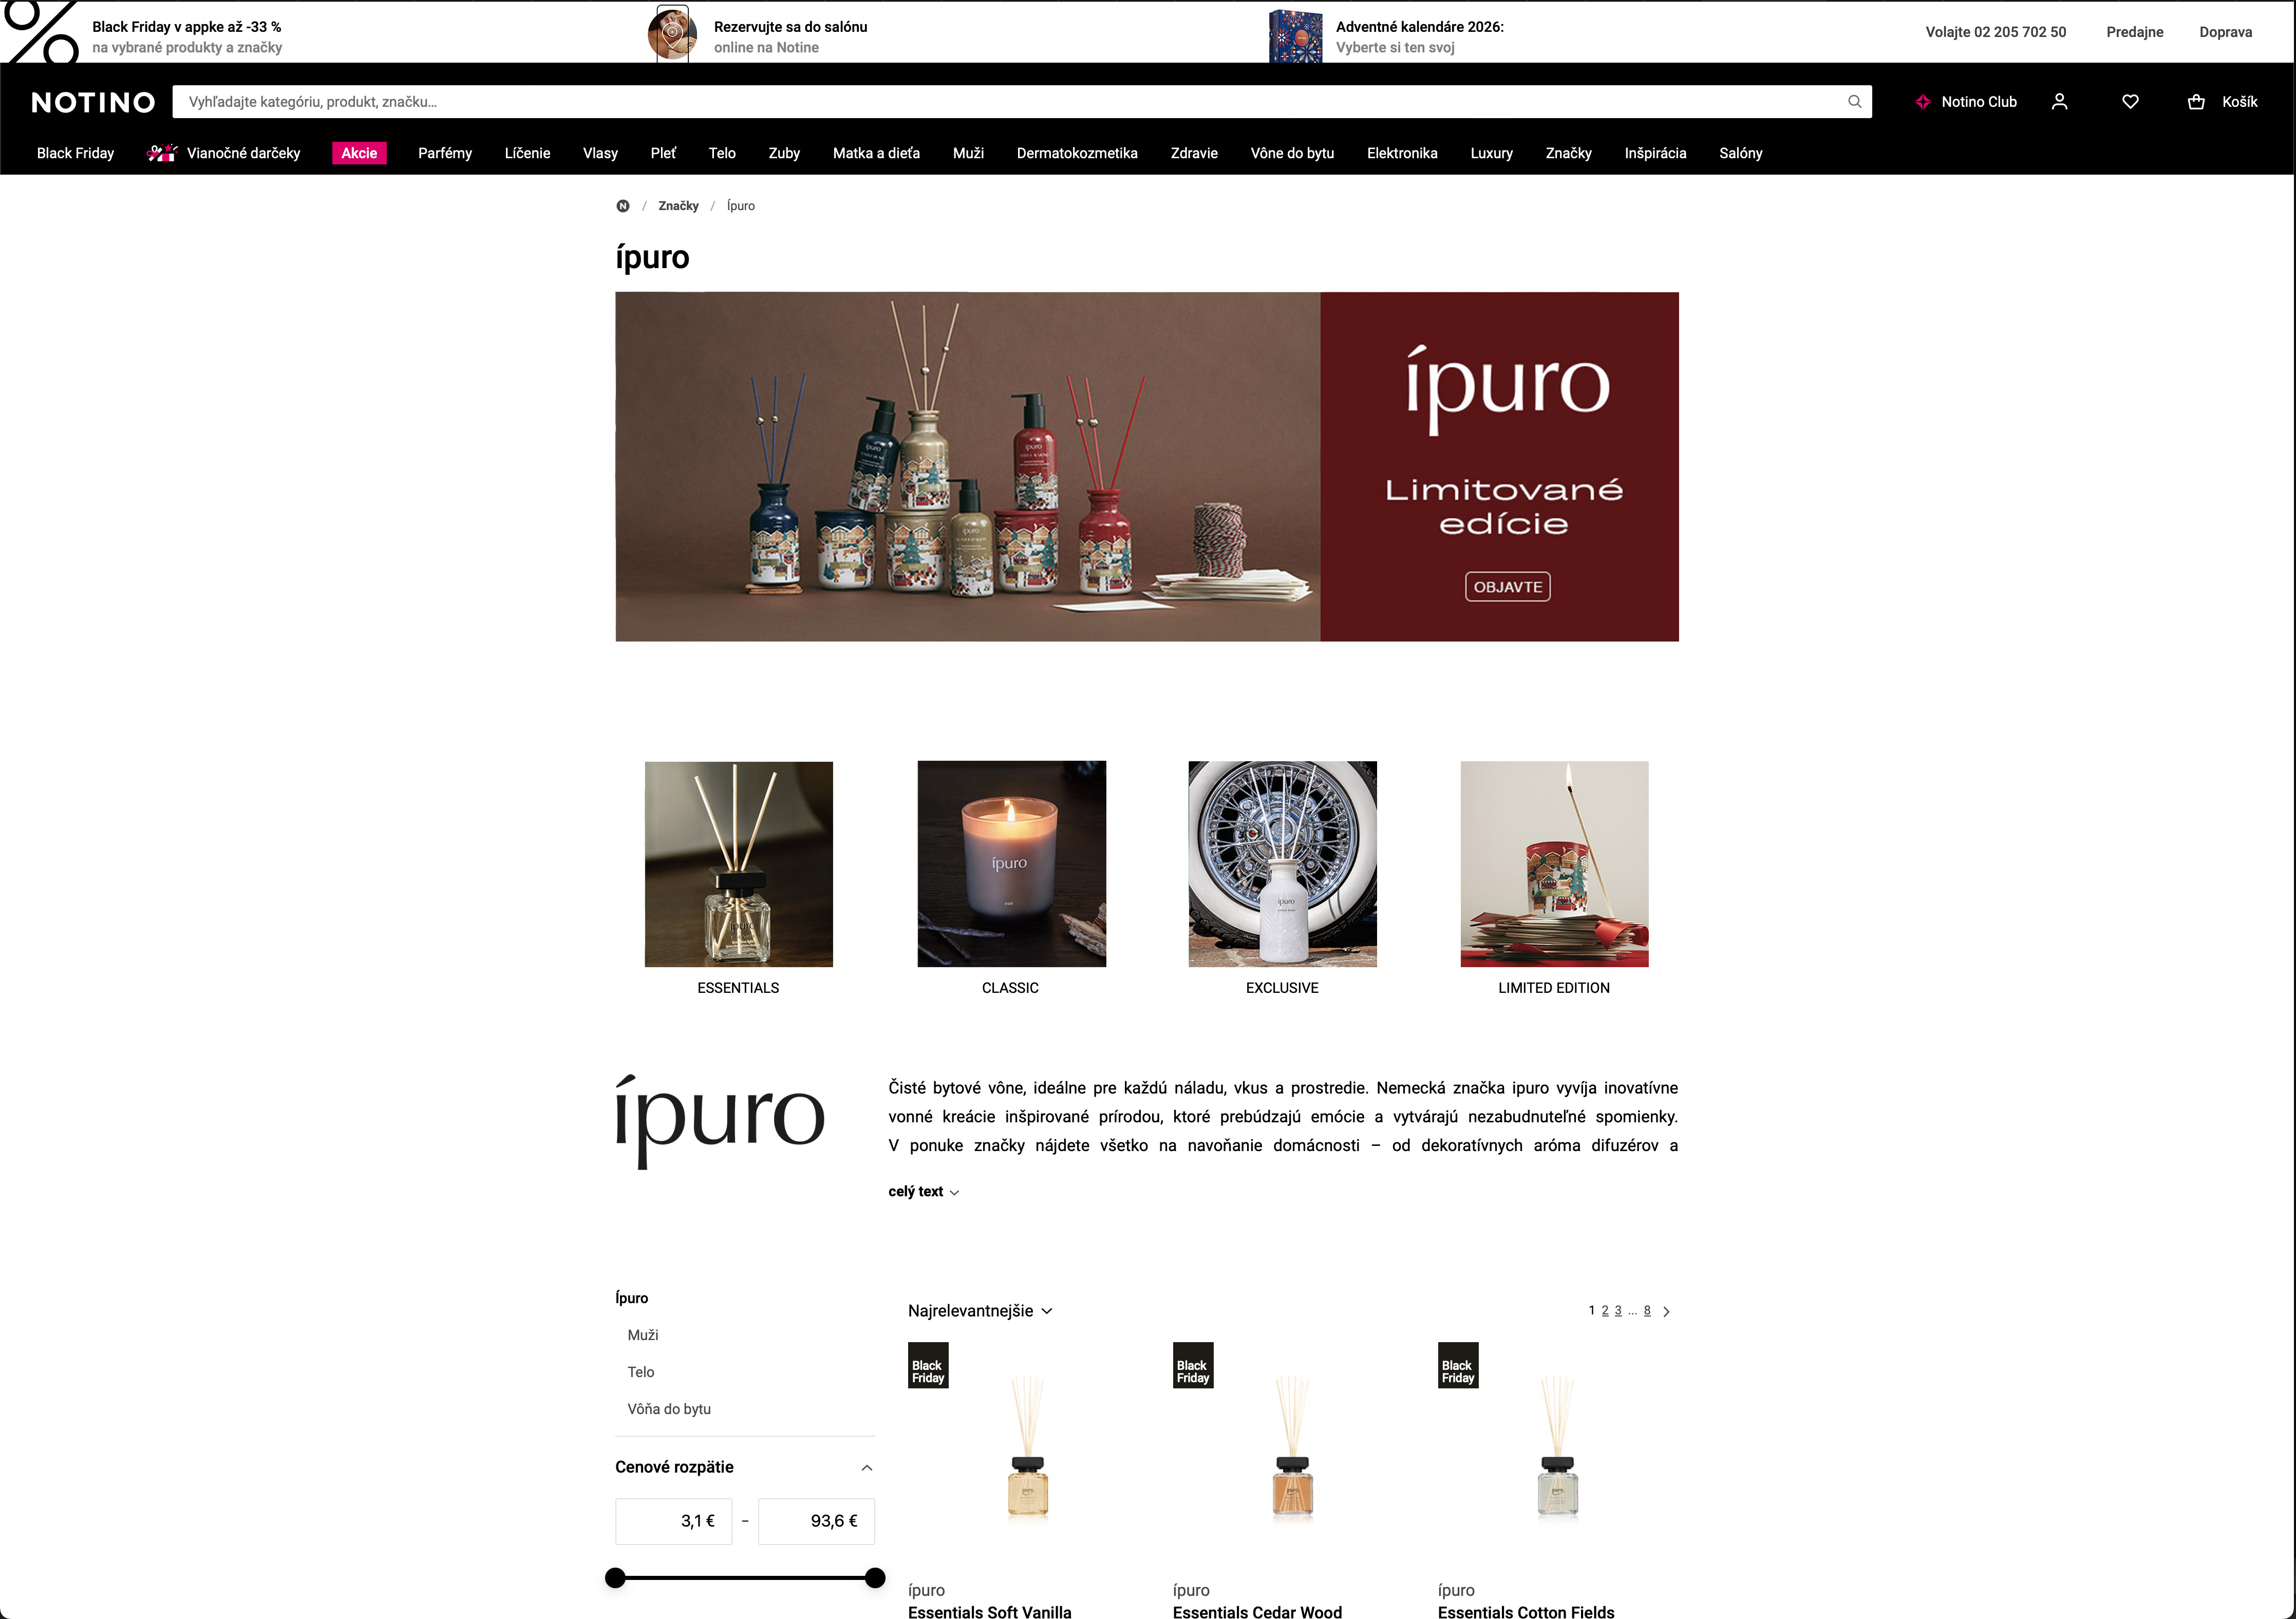 Black Friday v appke až -33 %
na vybrané produkty a značky
Rezervujte sa do salónu
online na Notine
Adventné kalendáre 2026:
Vyberte si ten svoj
Volajte 02 205 702 50
Predajne
Doprava
NOTINO
Vyhľadajte kategóriu, produkt, značku...
Notino Club
Košík
Black Friday
Vianočné darčeky
Akcie
Parfémy
Líčenie
Vlasy
Pleť
Telo
Zuby
Matka a dieťa
Muži
Dermatokozmetika
Zdravie
Vône do bytu
Elektronika
Luxury
Značky
Inšpirácia
Salóny
N / Značky / Ípuro
ípuro
ípuro
ípuro
ípuro
ípuro
Limitované
edície
OBJAVTE
ípuro
ípuro
ípuro
ESSENTIALS
CLASSIC
EXCLUSIVE
LIMITED EDITION
ípuro
Čisté bytové vône, ideálne pre každú náladu, vkus a prostredie. Nemecká značka ipuro vyvíja inovatívne
vonné kreácie inšpirované prírodou, ktoré prebúdzajú emócie a vytvárajú nezabudnuteľné spomienky.
V ponuke značky nájdete všetko na navoňanie domácnosti – od dekoratívnych aróma difuzérov a
celý text
Ípuro
Muži
Telo
Vôňa do bytu
Cenové rozpätie
3,1 € – 93,6 €
Najrelevantnejšie
1 2 3 ... 8
Black
Friday
Black
Friday
Black
Friday
ípuro
Essentials Soft Vanilla
ípuro
Essentials Cedar Wood
ípuro
Essentials Cotton Fields